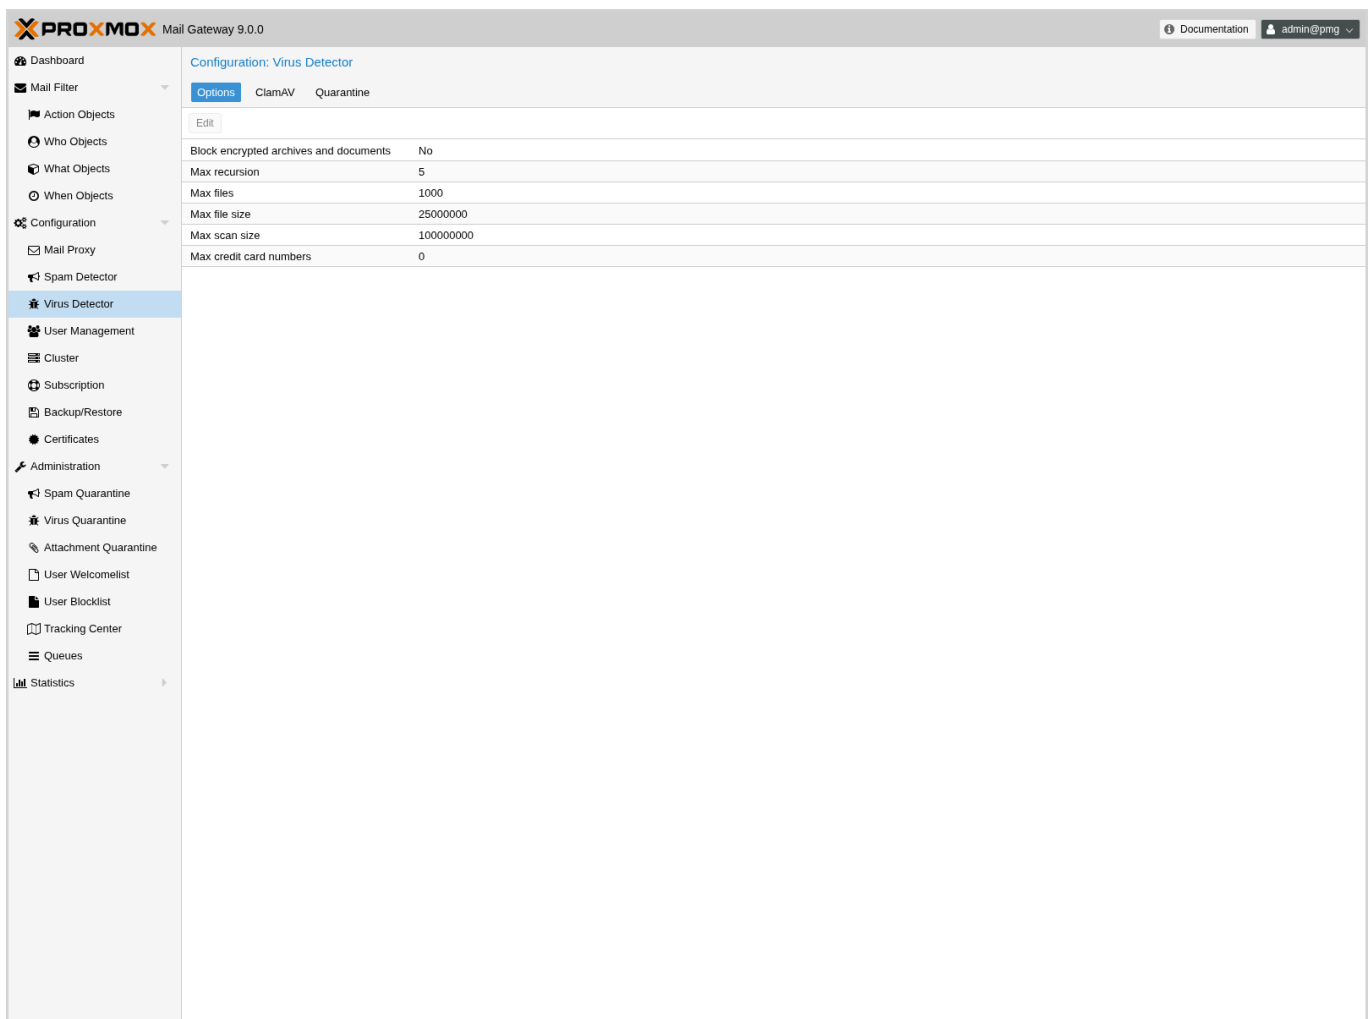 PROXMOX Mail Gateway 9.0.0 Documentation admin@pmg
Dashboard
Mail Filter
Action Objects
Who Objects
What Objects
When Objects
Configuration
Mail Proxy
Spam Detector
Virus Detector
User Management
Cluster
Subscription
Backup/Restore
Certificates
Administration
Spam Quarantine
Virus Quarantine
Attachment Quarantine
User Welcomelist
User Blocklist
Tracking Center
Queues
Statistics
Configuration: Virus Detector
Options ClamAV Quarantine
Edit
Block encrypted archives and documents No
Max recursion 5
Max files 1000
Max file size 25000000
Max scan size 100000000
Max credit card numbers 0